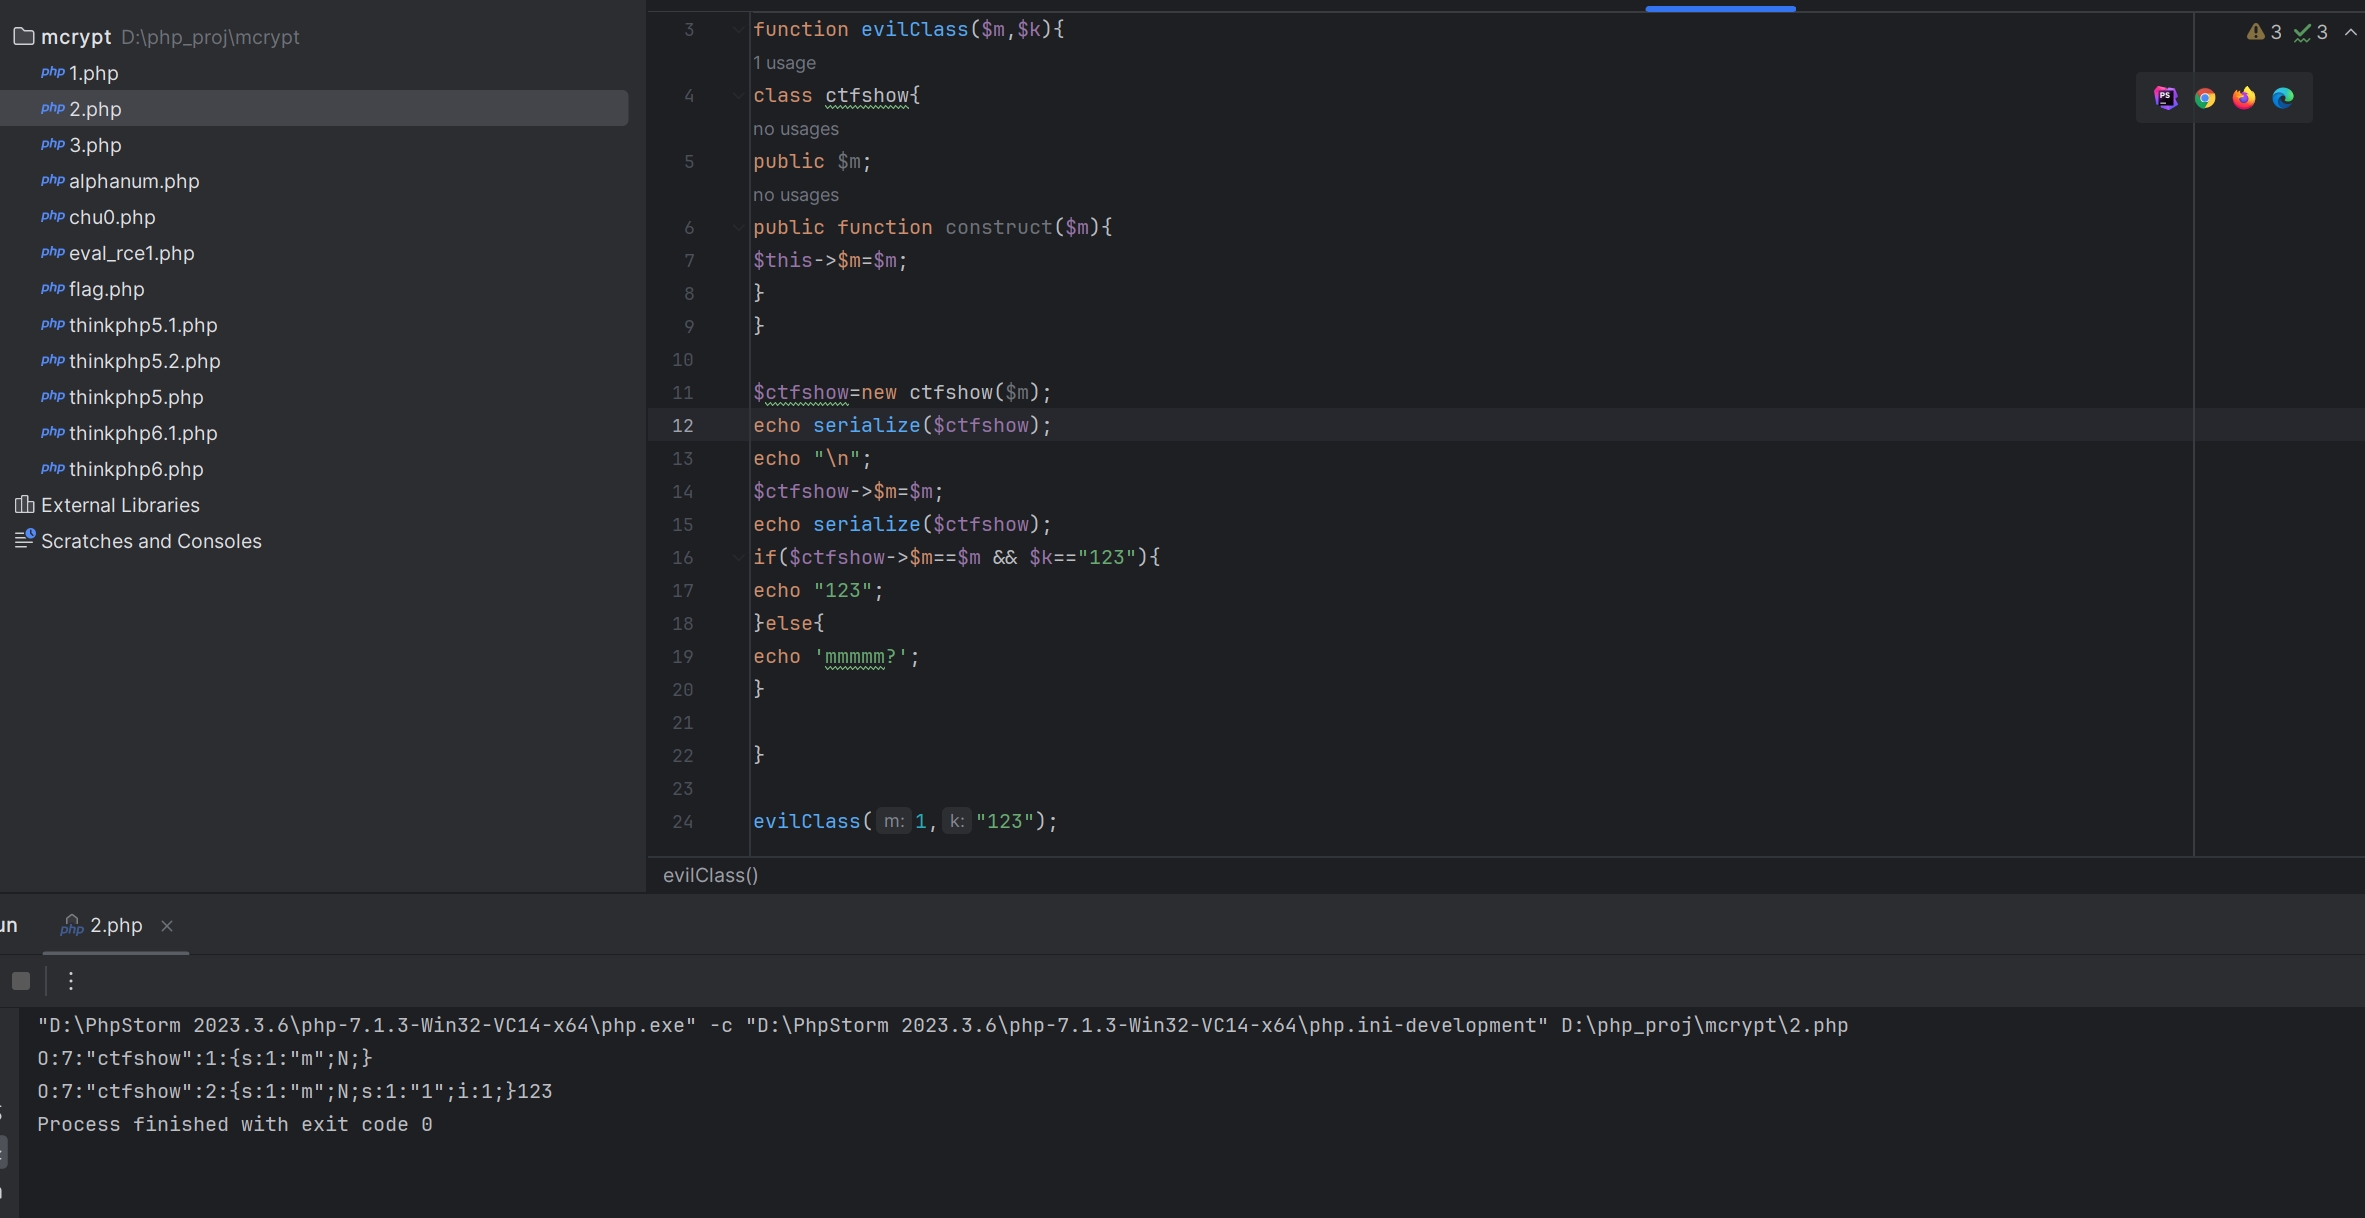 mcrypt D:\php_proj\mcrypt
php 1.php
php 2.php
php 3.php
php alphanum.php
php chu0.php
php eval_rce1.php
php flag.php
php thinkphp5.1.php
php thinkphp5.2.php
php thinkphp5.php
php thinkphp6.1.php
php thinkphp6.php
External Libraries
Scratches and Consoles
3 function evilClass($m,$k){
1 usage
4 class ctfshow{
no usages
5 public $m;
no usages
6 public function construct($m){
7 $this->$m=$m;
8 }
9 }
10
11 $ctfshow=new ctfshow($m);
12 echo serialize($ctfshow);
13 echo "\n";
14 $ctfshow->$m=$m;
15 echo serialize($ctfshow);
16 if($ctfshow->$m==$m && $k=="123"){
17 echo "123";
18 }else{
19 echo 'mmmmm?';
20 }
21
22 }
23
24 evilClass( m: 1, k: "123");
3 3
PS
evilClass()
un
php 2.php
"D:\PhpStorm 2023.3.6\php-7.1.3-Win32-VC14-x64\php.exe" -c "D:\PhpStorm 2023.3.6\php-7.1.3-Win32-VC14-x64\php.ini-development" D:\php_proj\mcrypt\2.php
O:7:"ctfshow":1:{s:1:"m";N;}
O:7:"ctfshow":2:{s:1:"m";N;s:1:"1";i:1;}123
Process finished with exit code 0